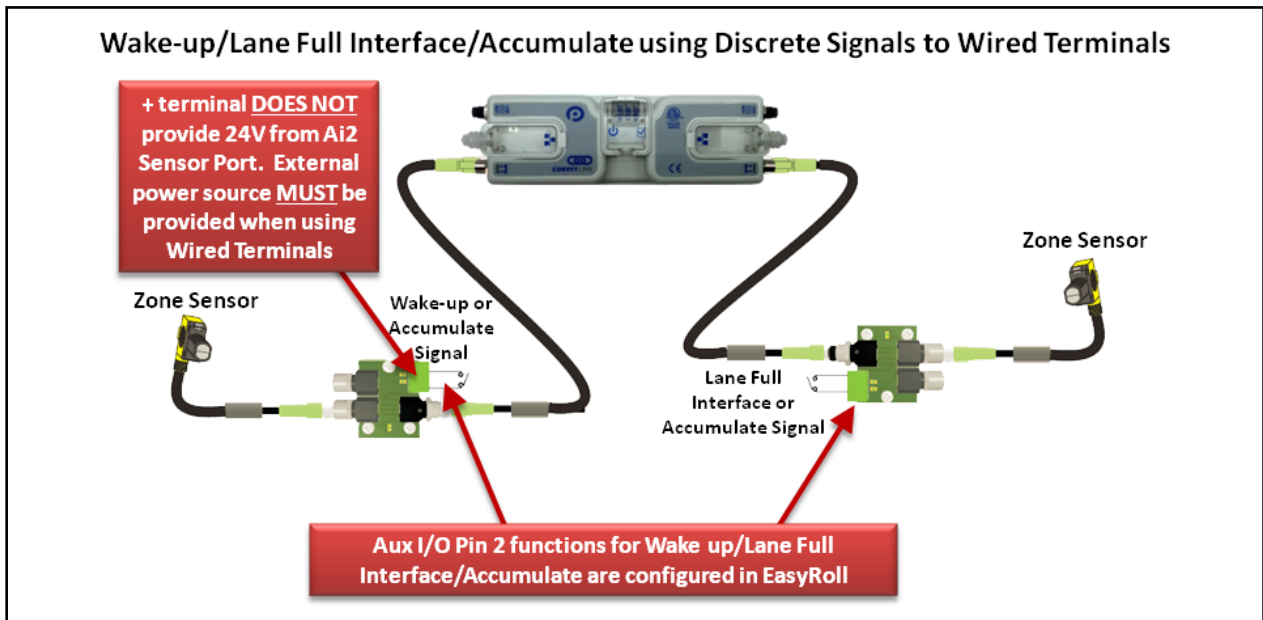 Wake-up/Lane Full Interface/Accumulate using Discrete Signals to Wired Terminals
+ terminal DOES NOT
provide 24V from Ai2
Sensor Port.  External
power source MUST be
provided when using
Wired Terminals
Zone Sensor
Wake-up or
Accumulate
Signal
CONVEYLINX
CE
Zone Sensor
Lane Full
Interface or
Accumulate Signal
Aux I/O Pin 2 functions for Wake up/Lane Full
Interface/Accumulate are configured in EasyRoll